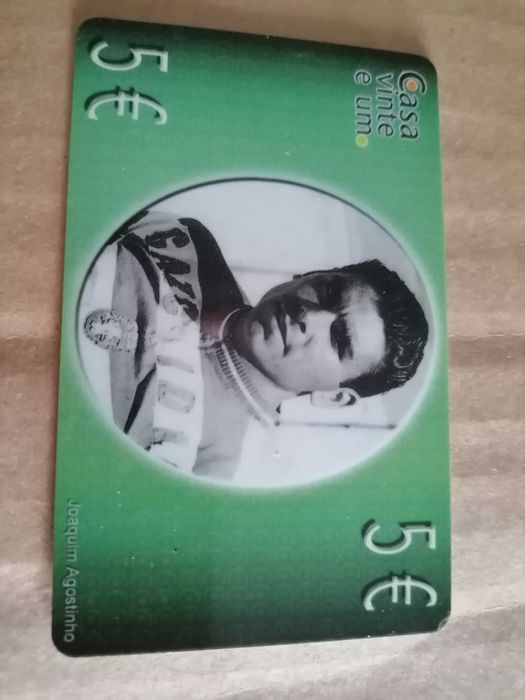 Casa
vinte
e um
5 €
5 €
Joaquim Agostinho